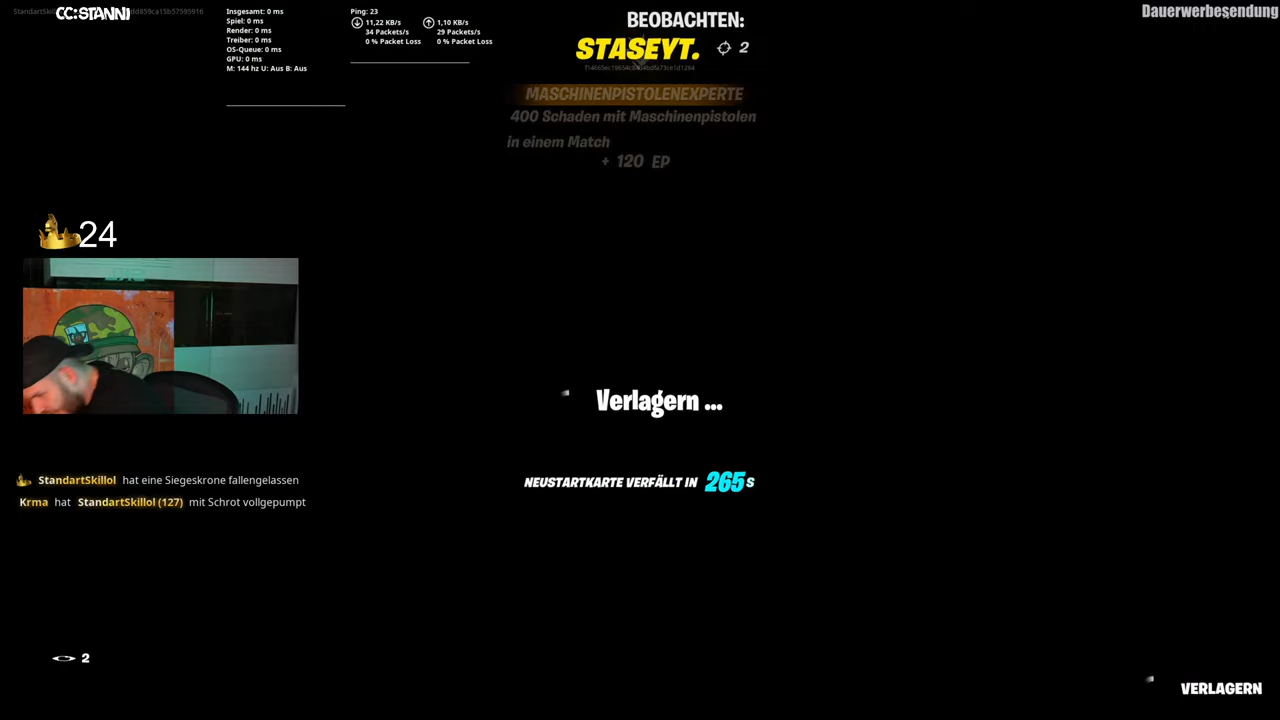 CC:STANNI
Insgesamt: 0 ms
Spiel: 0 ms
Render: 0 ms
Treiber: 0 ms
OS-Queue: 0 ms
GPU: 0 ms
M: 144 hz U: Aus B: Aus
Ping: 23
11,22 KB/s
34 Packets/s
0 % Packet Loss
1,10 KB/s
29 Packets/s
0 % Packet Loss
BEOBACHTEN:
STASEYT.
2
Dauerwerbesendung
MASCHINENPISTOLENEXPERTE
400 Schaden mit Maschinenpistolen
in einem Match
+ 120 EP
24
Verlagern ...
StandartSkillol hat eine Siegeskrone fallengelassen
NEUSTARTKARTE VERFÄLLT IN 265 S
Krma hat StandartSkillol (127) mit Schrot vollgepumpt
2
VERLAGERN